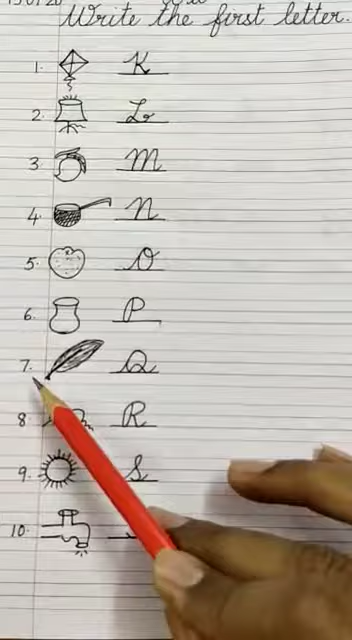 Write the first letter.
1. K
2. L
3. M
4. N
5. O
6. P
7. Q
8. R
9. S
10.